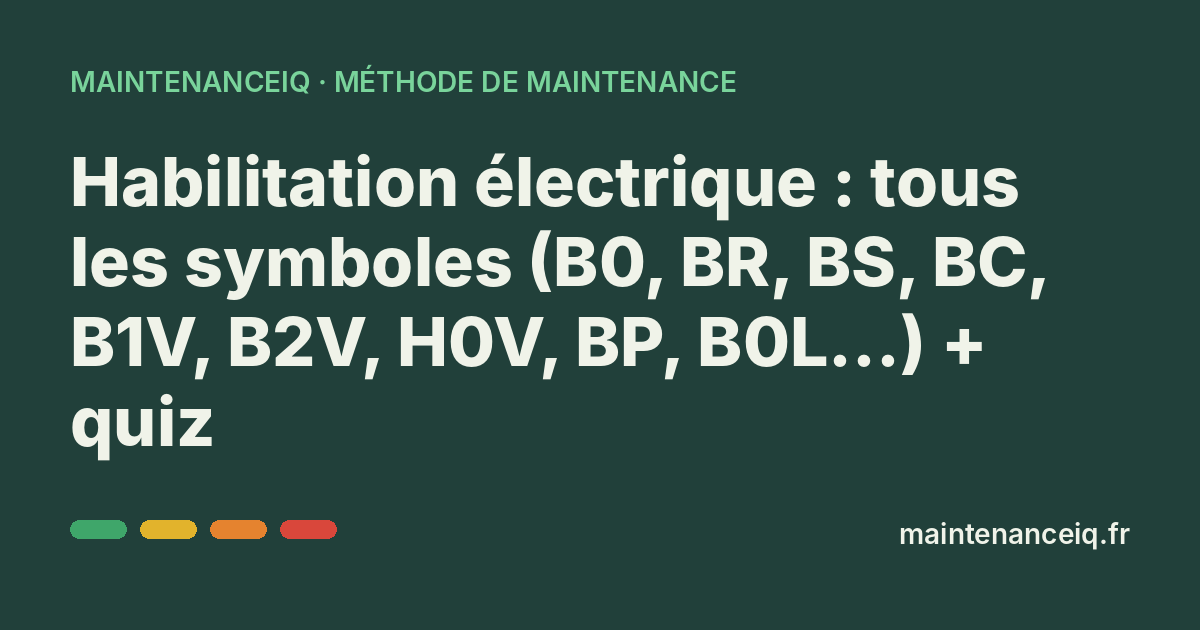 MAINTENANCEIQ · MÉTHODE DE MAINTENANCE
Habilitation électrique : tous
les symboles (B0, BR, BS, BC,
B1V, B2V, H0V, BP, B0L…) +
quiz
maintenanceiq.fr